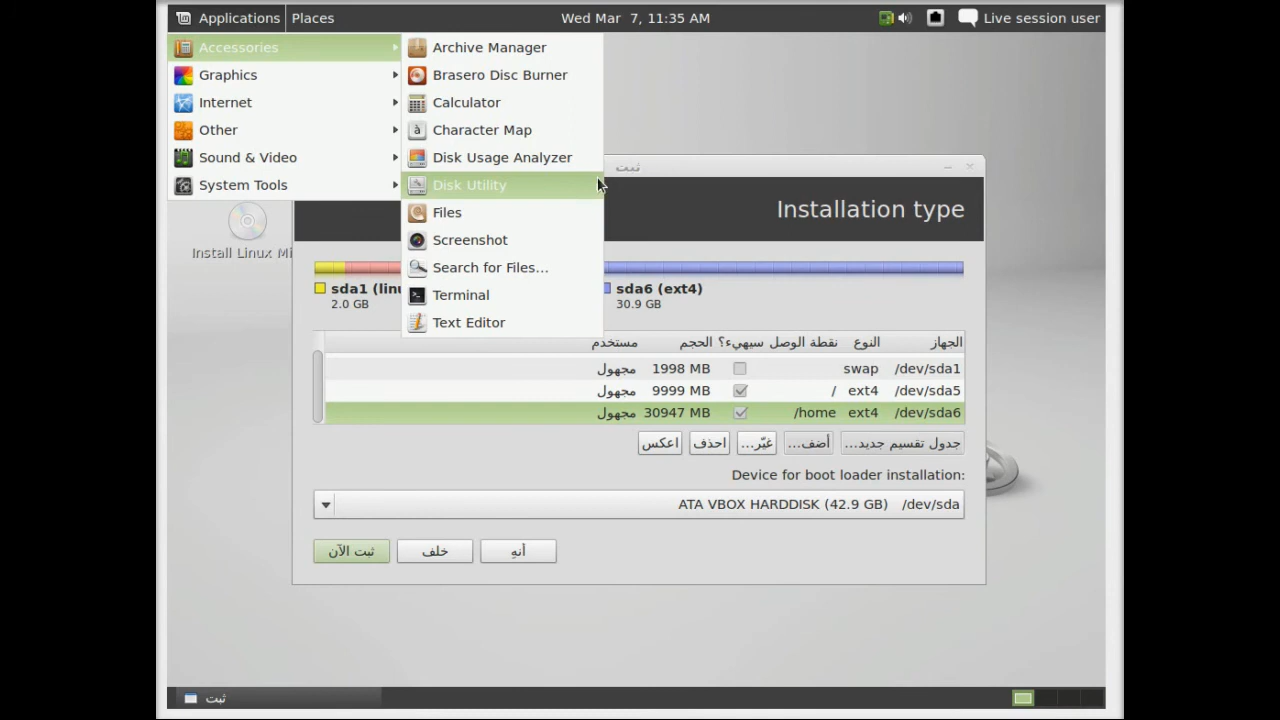 Applications Places Wed Mar 7, 11:35 AM Live session user
Accessories
Graphics
Internet
Other
Sound & Video
System Tools
Archive Manager
Brasero Disc Burner
Calculator
Character Map
Disk Usage Analyzer
Disk Utility
Files
Screenshot
Search for Files...
Terminal
Text Editor
Install Linux Mi
ثبت
Installation type
sda1 (linu
2.0 GB
sda6 (ext4)
30.9 GB
الجهاز النوع نقطة الوصل سيهيء؟ الحجم مستخدم
/dev/sda1 swap 1998 MB مجهول
/dev/sda5 ext4 / 9999 MB مجهول
/dev/sda6 ext4 /home 30947 MB مجهول
جدول تقسيم جديد... أضف... غيّر... احذف اعكس
Device for boot loader installation:
/dev/sda ATA VBOX HARDDISK (42.9 GB)
أنهِ خلف ثبت الآن
ثبت